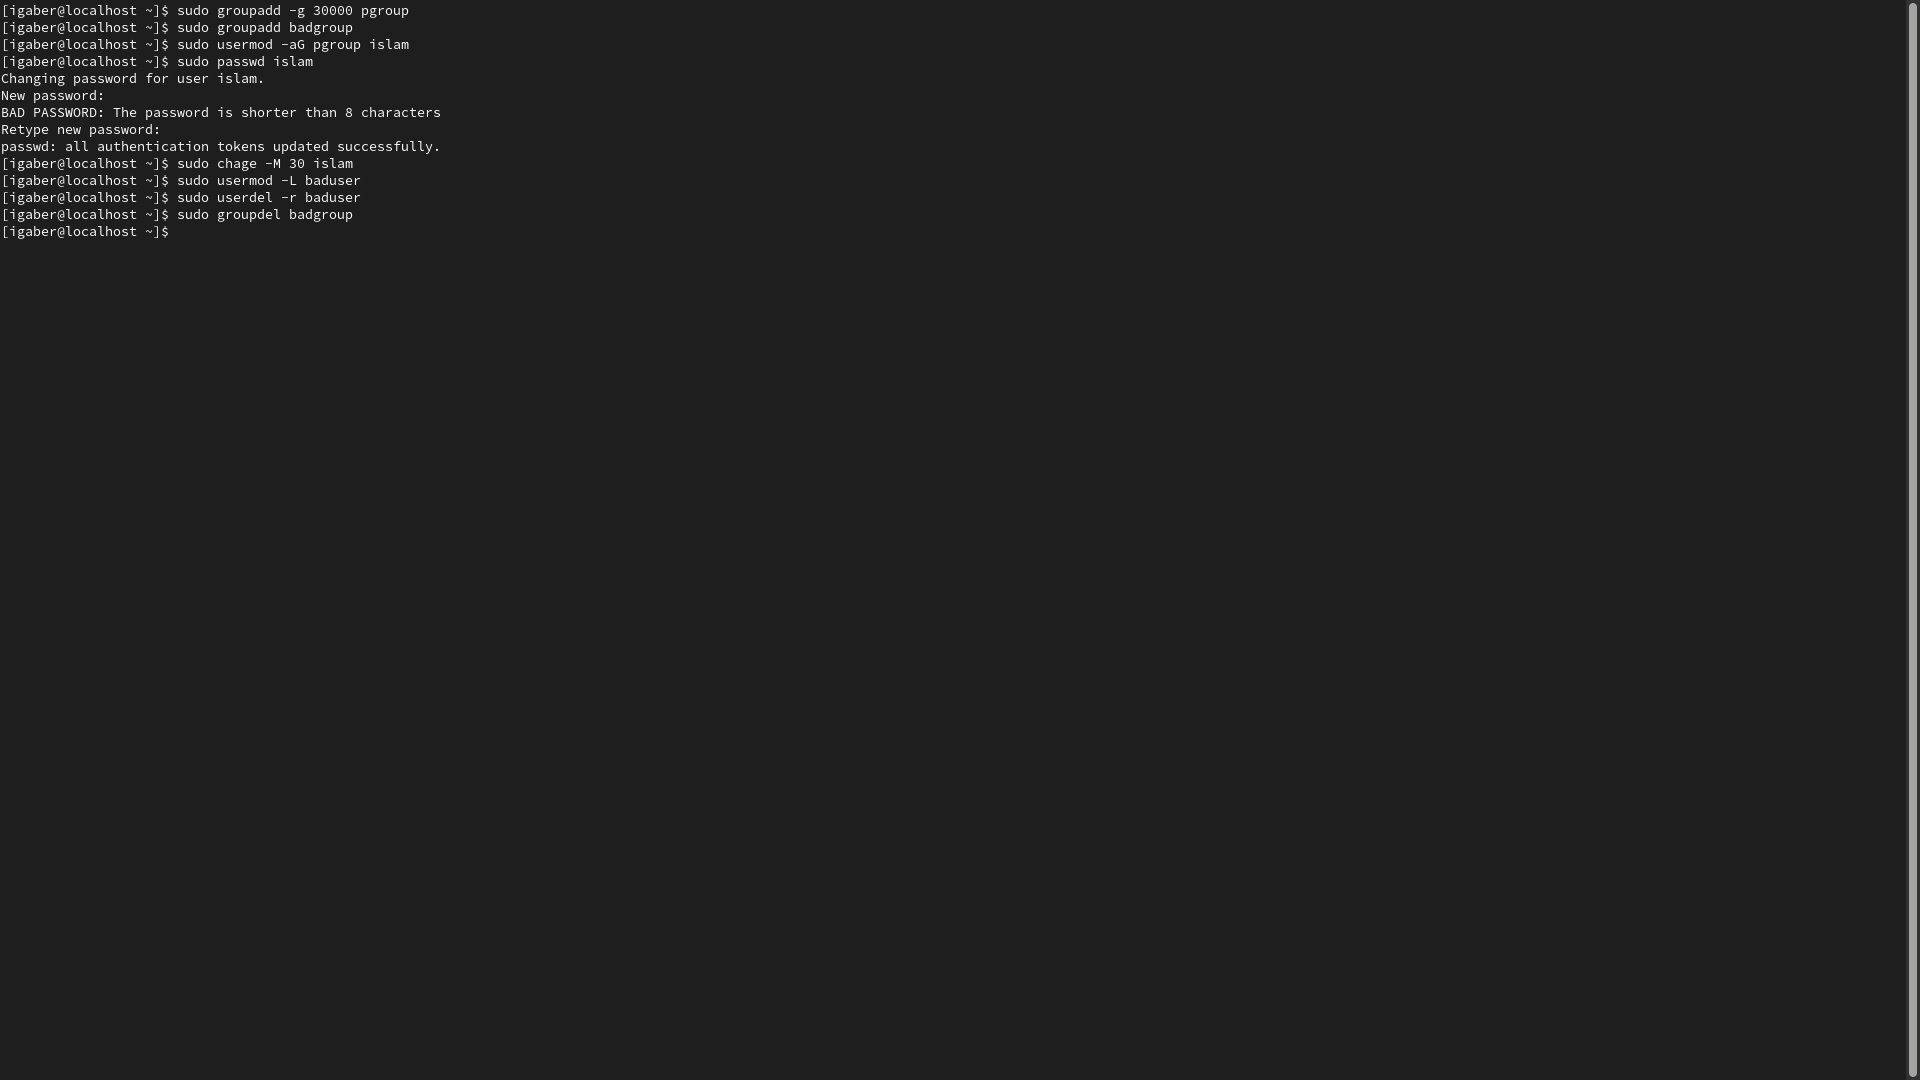 [igaber@localhost ~]$ sudo groupadd -g 30000 pgroup
[igaber@localhost ~]$ sudo groupadd badgroup
[igaber@localhost ~]$ sudo usermod -aG pgroup islam
[igaber@localhost ~]$ sudo passwd islam
Changing password for user islam.
New password:
BAD PASSWORD: The password is shorter than 8 characters
Retype new password:
passwd: all authentication tokens updated successfully.
[igaber@localhost ~]$ sudo chage -M 30 islam
[igaber@localhost ~]$ sudo usermod -L baduser
[igaber@localhost ~]$ sudo userdel -r baduser
[igaber@localhost ~]$ sudo groupdel badgroup
[igaber@localhost ~]$